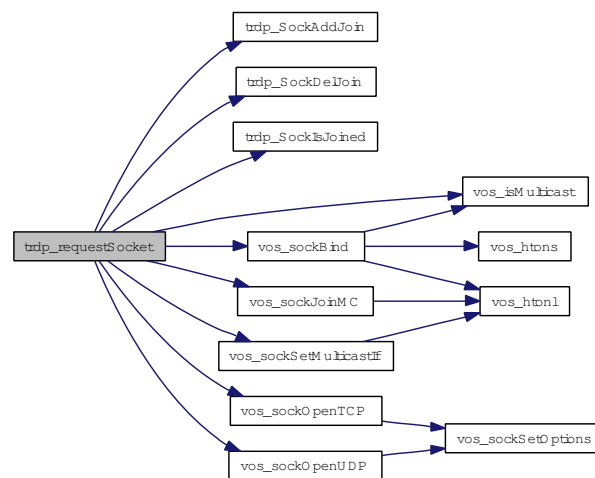 trdp_SockAddJoin
trdp_SockDelJoin
trdp_SockIsJoined
vos_isMulticast
trdp_requestSocket
vos_sockBind
vos_htons
vos_sockJoinMC
vos_htonl
vos_sockSetMulticastIf
vos_sockOpenTCP
vos_sockSetOptions
vos_sockOpenUDP